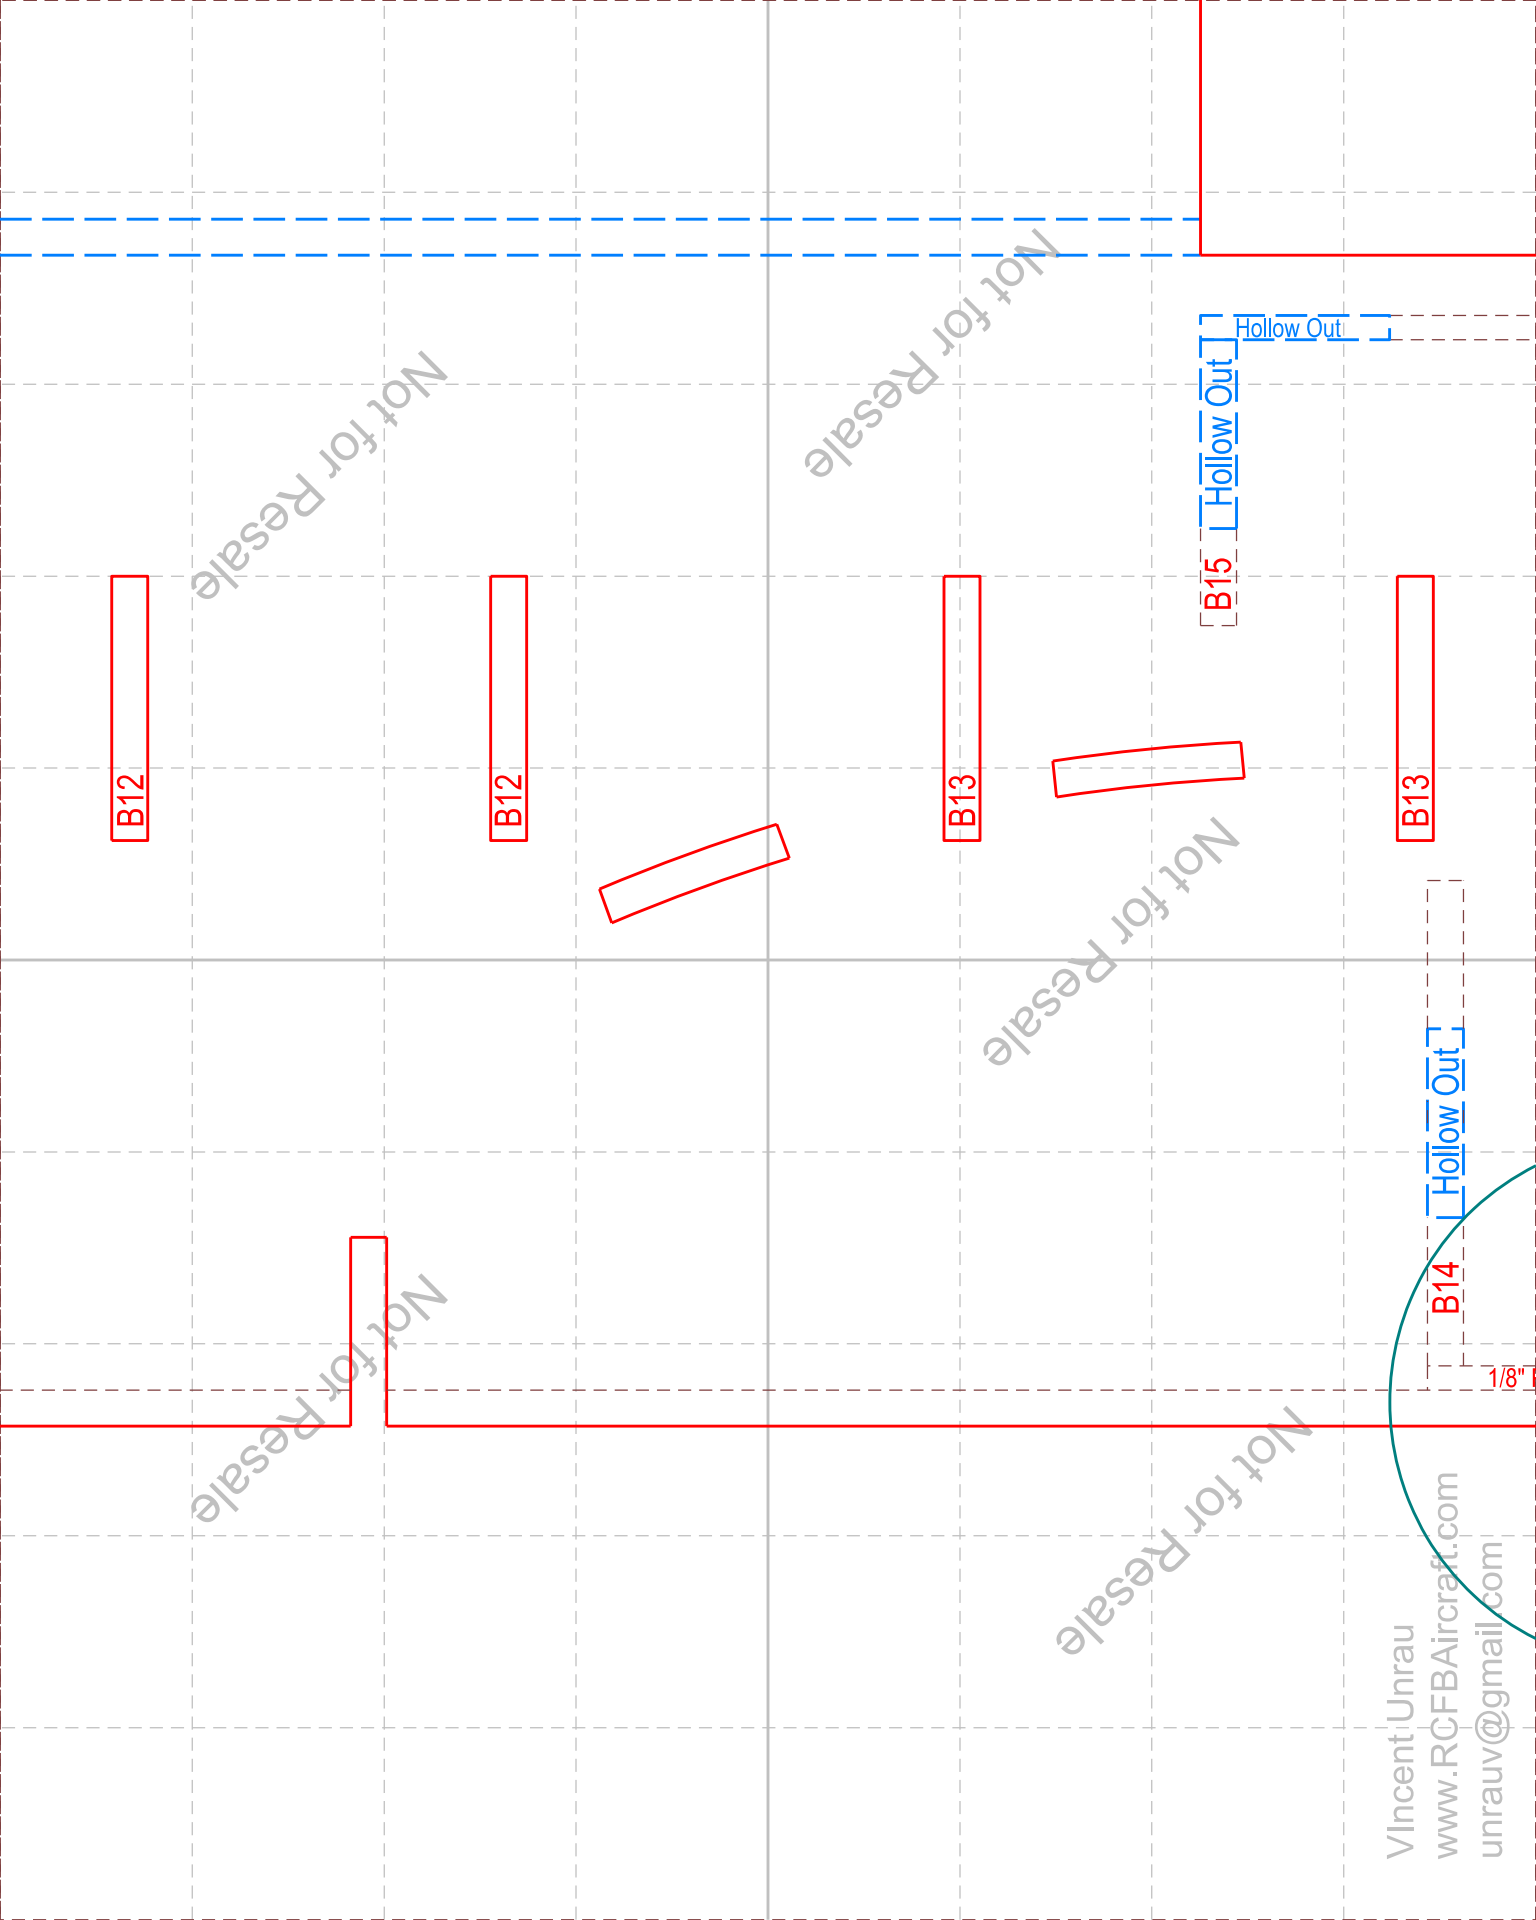 Not for Resale
Not for Resale
Hollow Out
Hollow Out
B15
B12
B12
B13
B13
Not for Resale
Hollow Out
B14
1/8"
Not for Resale
Not for Resale
VIncent Unrau
www.RCFBAircraft.com
unrauv@gmail.com